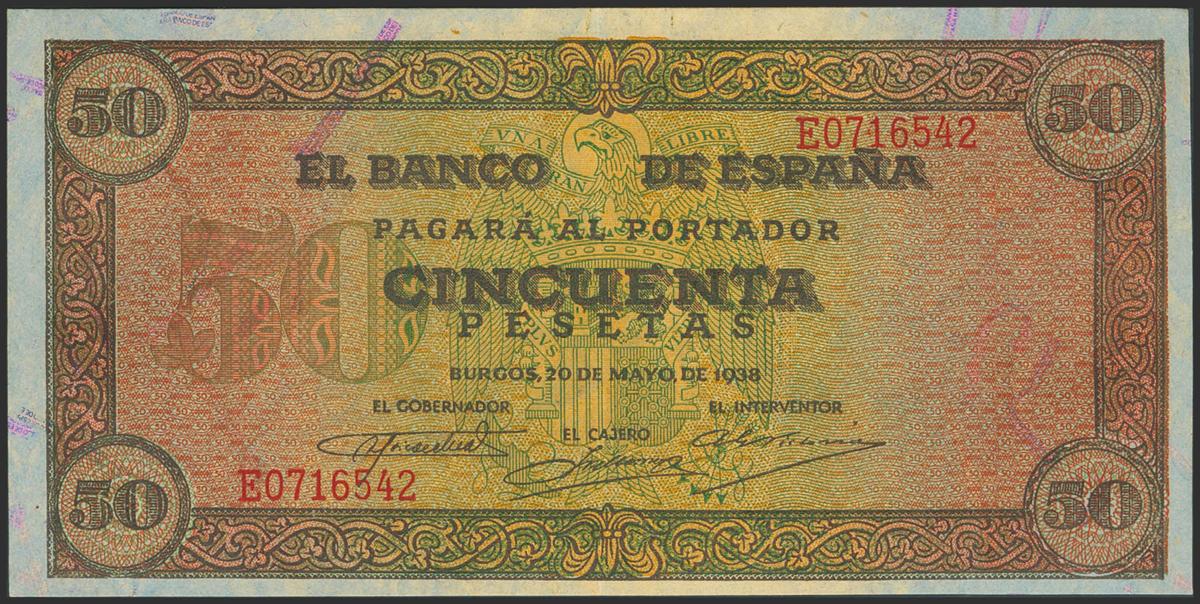 50
50
UNA
LIBRE
E0716542
EL BANCO DE ESPAÑA
PAGARÁ AL PORTADOR
50
CINCUENTA
PESETAS
BURGOS, 20 DE MAYO, DE 1938
EL GOBERNADOR
EL INTERVENTOR
EL CAJERO
E0716542
50
50